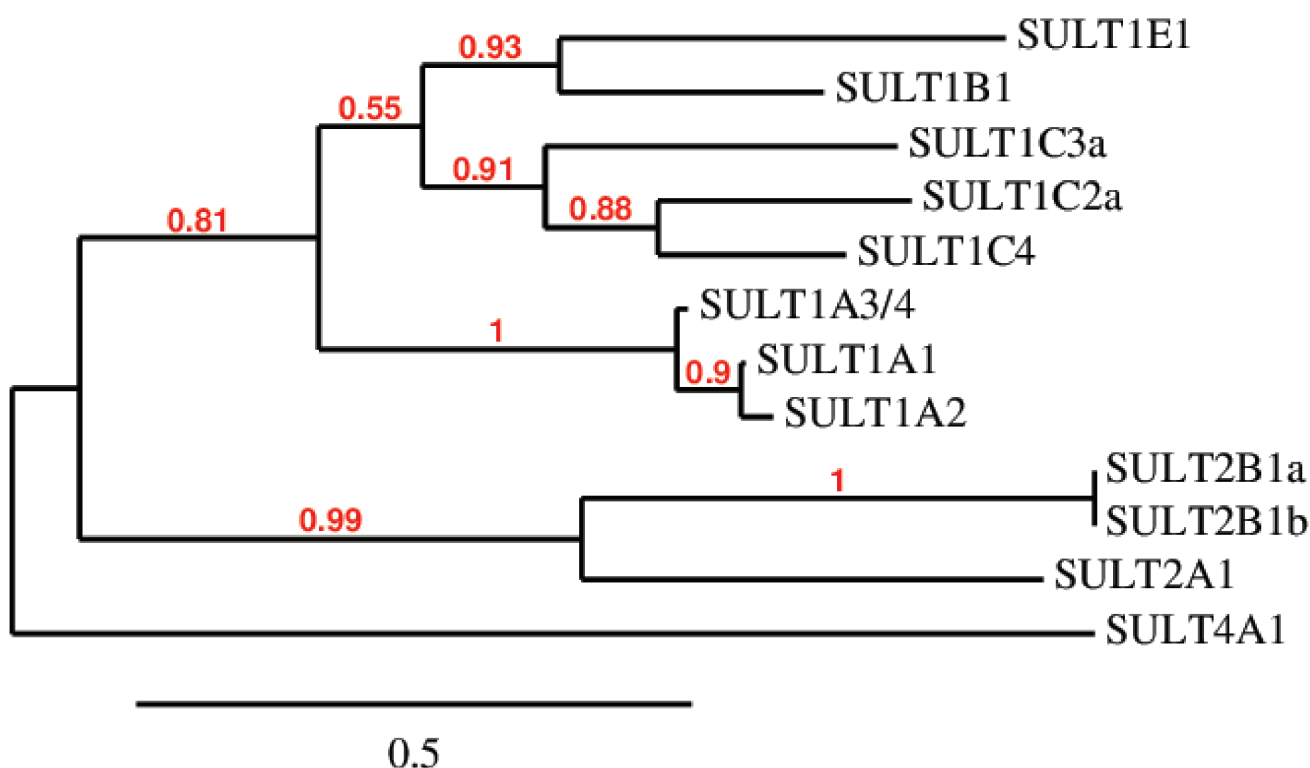 0.93
SULT1E1
SULT1B1
0.55
SULT1C3a
0.91
SULT1C2a
0.88
0.81
SULT1C4
SULT1A3/4
1
SULT1A1
0.9
SULT1A2
SULT2B1a
1
SULT2B1b
0.99
SULT2A1
SULT4A1
0.5